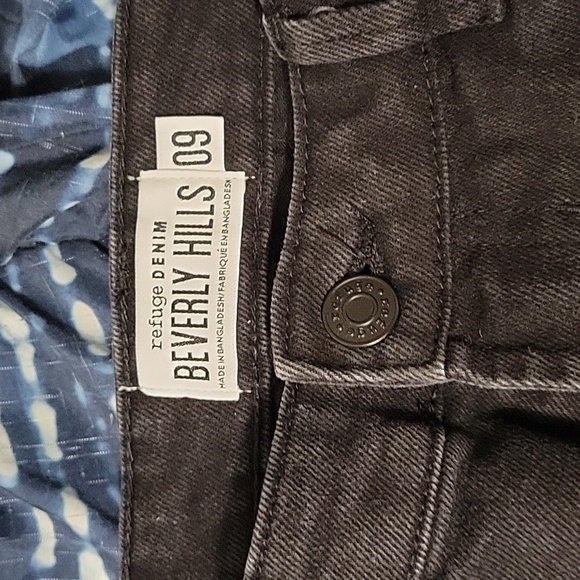 refuge DENIM
BEVERLY HILLS
MADE IN BANGLADESH/FABRIQUÉ EN BANGLADESH
09